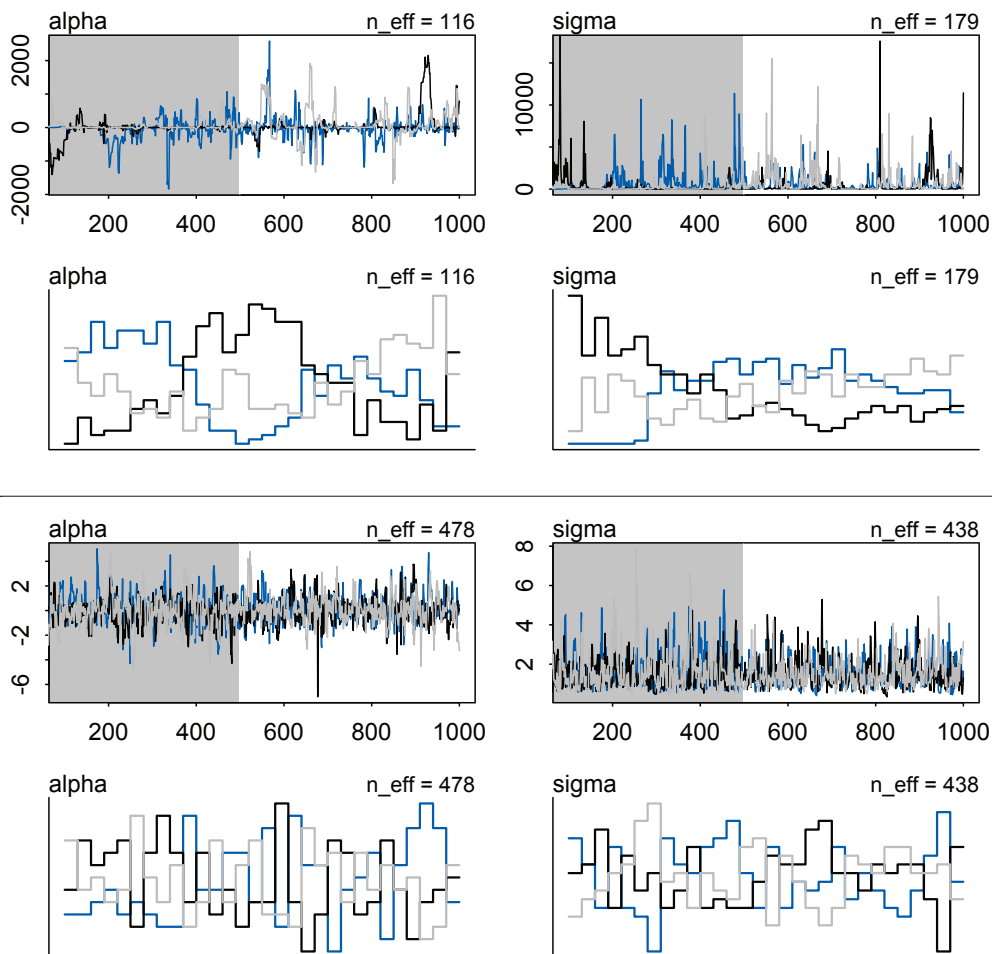 alpha n_eff = 116 sigma n_eff = 179
2000
0
-2000
10000
0
200 400 600 800 1000 200 400 600 800 1000
alpha n_eff = 116 sigma n_eff = 179
alpha n_eff = 478 sigma n_eff = 438
2
-2
-6
8
6
4
2
200 400 600 800 1000 200 400 600 800 1000
alpha n_eff = 478 sigma n_eff = 438